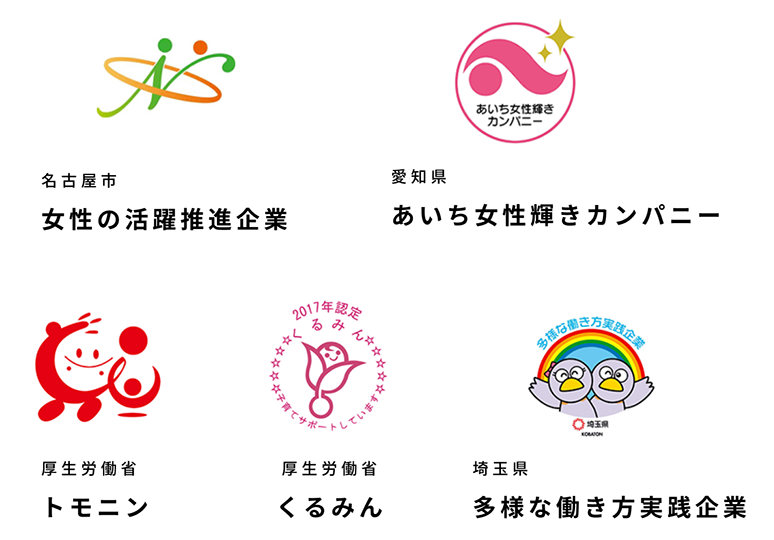 あいち女性輝き
カンパニー
名古屋市
女性の活躍推進企業
愛知県
あいち女性輝きカンパニー
2017年認定
くるみん
子育てサポートしています
多様な働き方実践企業
埼玉県
KOBATON
厚生労働省
トモニン
厚生労働省
くるみん
埼玉県
多様な働き方実践企業